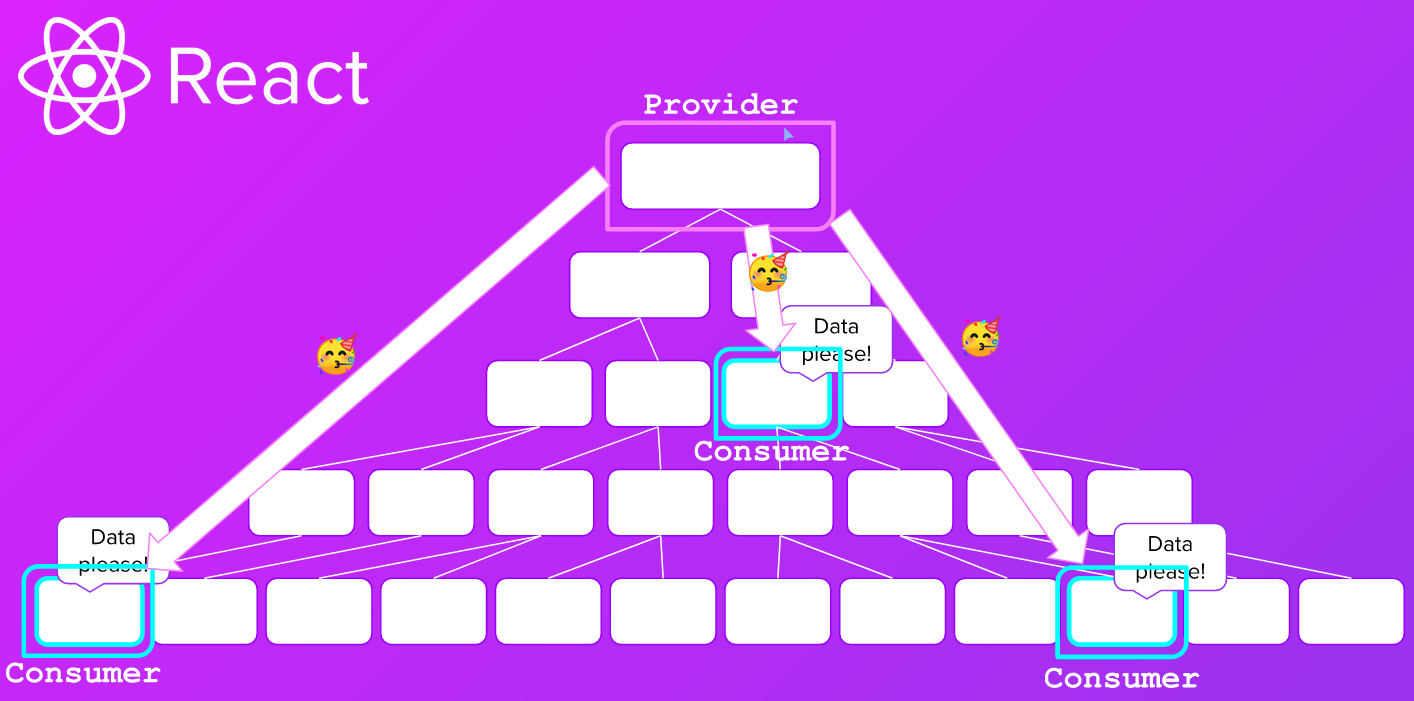 React
Provider
Data
please!
Consumer
Data
please!
Consumer
Data
please!
Consumer